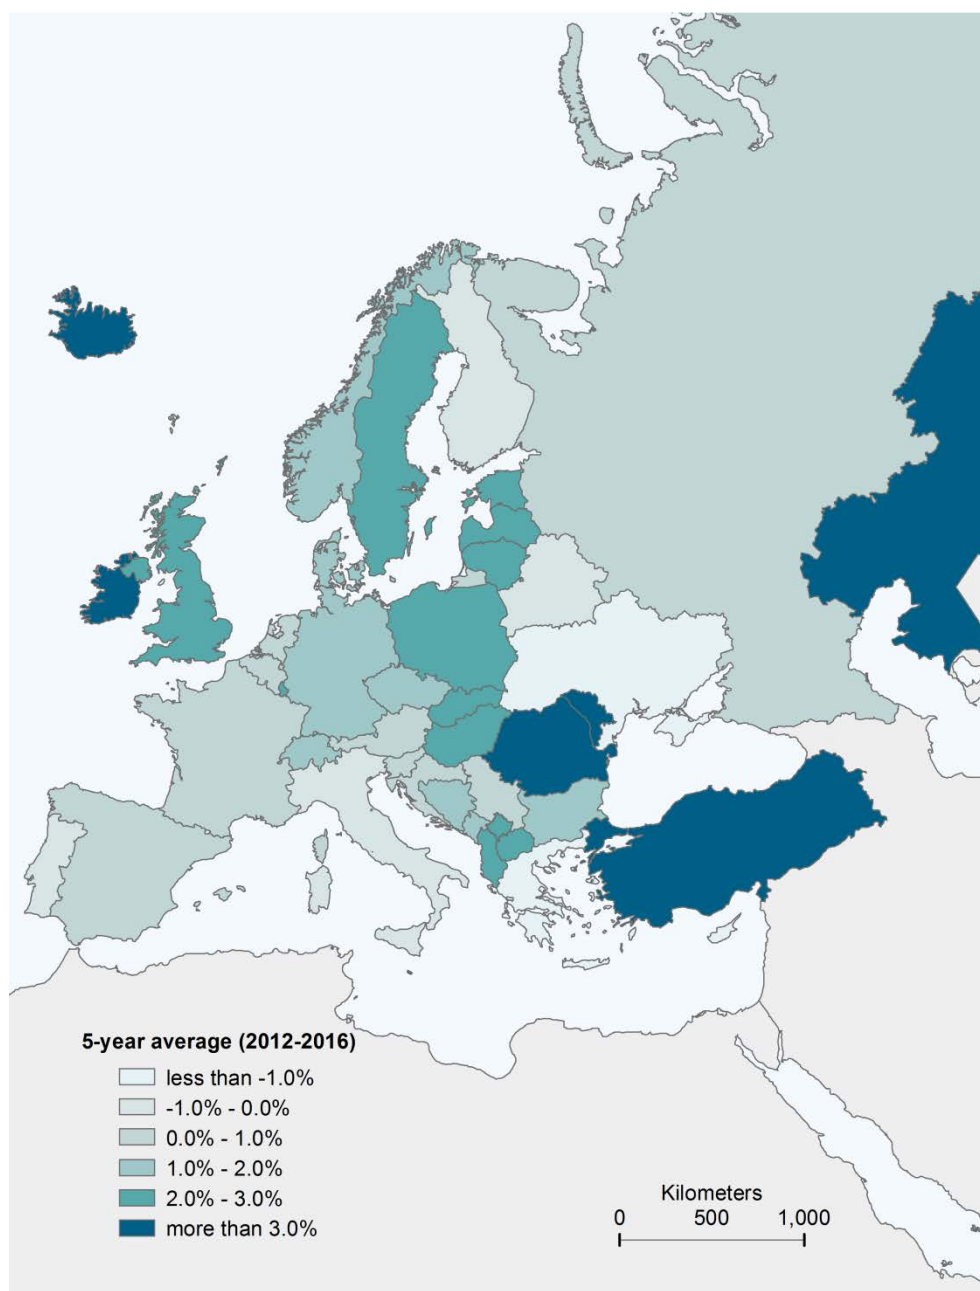 5-year average (2012-2016)
less than -1.0%
-1.0% - 0.0%
0.0% - 1.0%
1.0% - 2.0%
2.0% - 3.0%
more than 3.0%
Kilometers
0 500 1,000